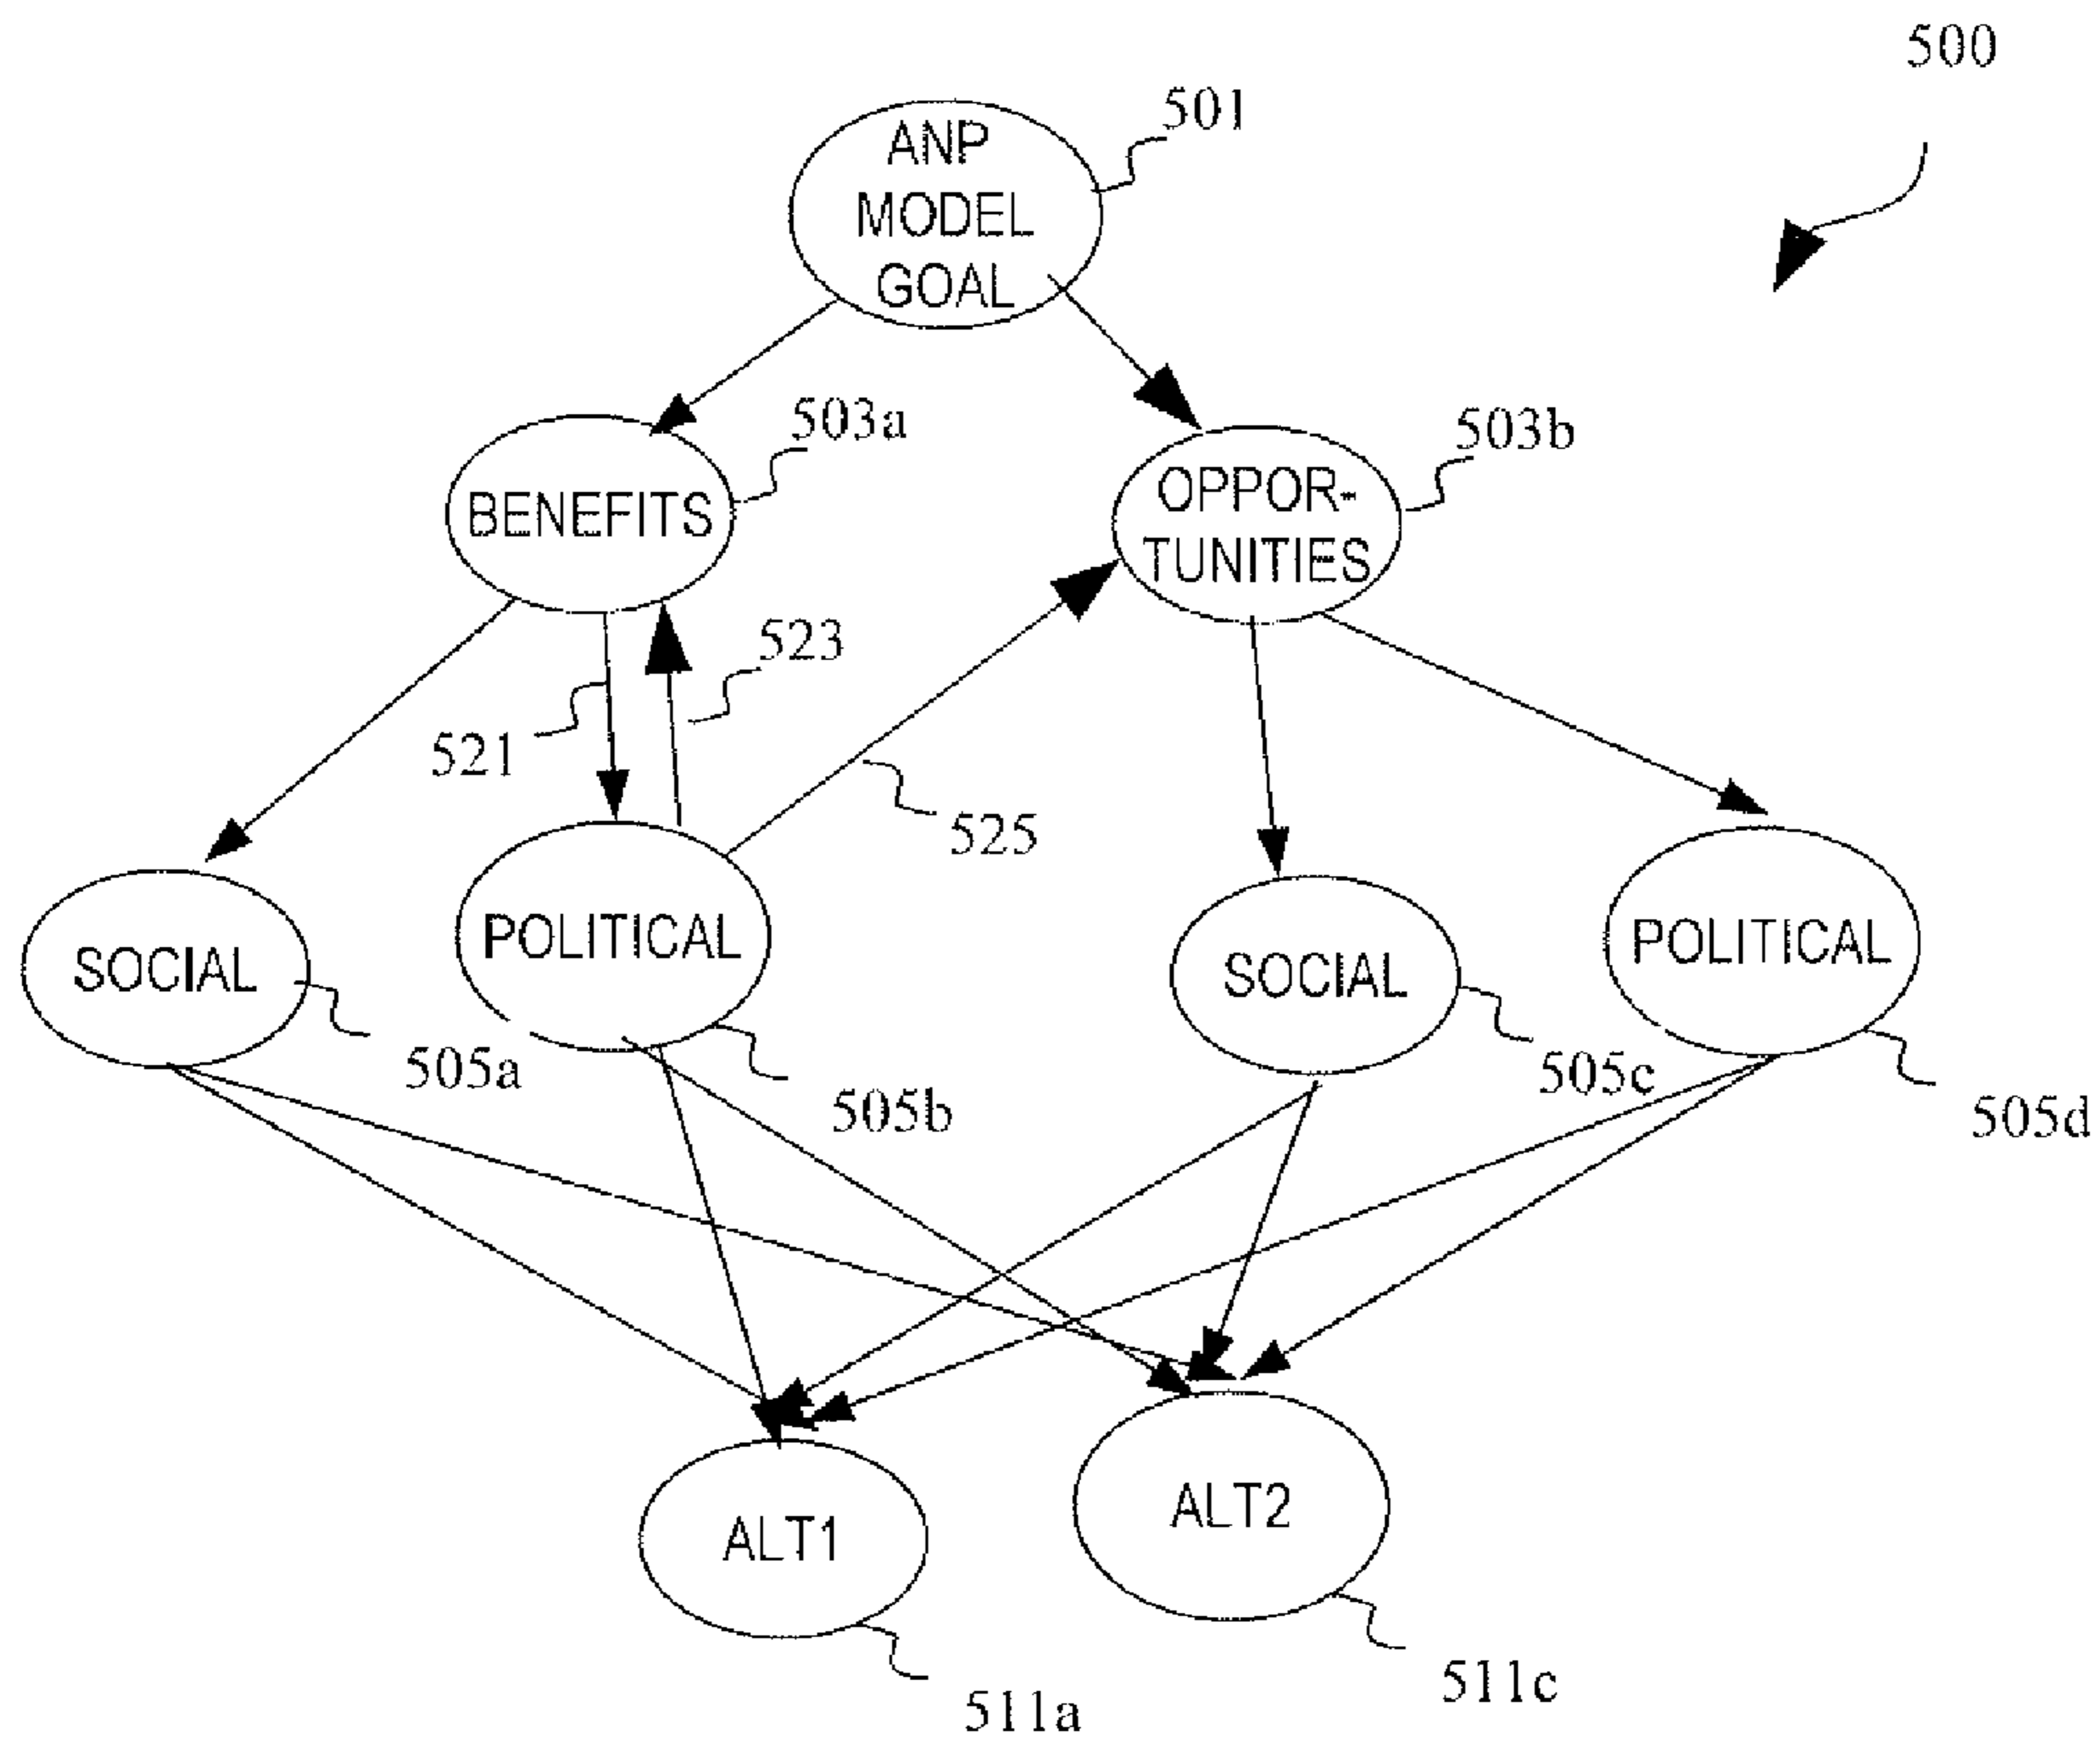 500
501
ANP
MODEL
GOAL
503a
503b
BENEFITS
OPPOR-
TUNITIES
523
521
525
SOCIAL
POLITICAL
SOCIAL
POLITICAL
505a
505b
505c
505d
ALT1
ALT2
511a
511c